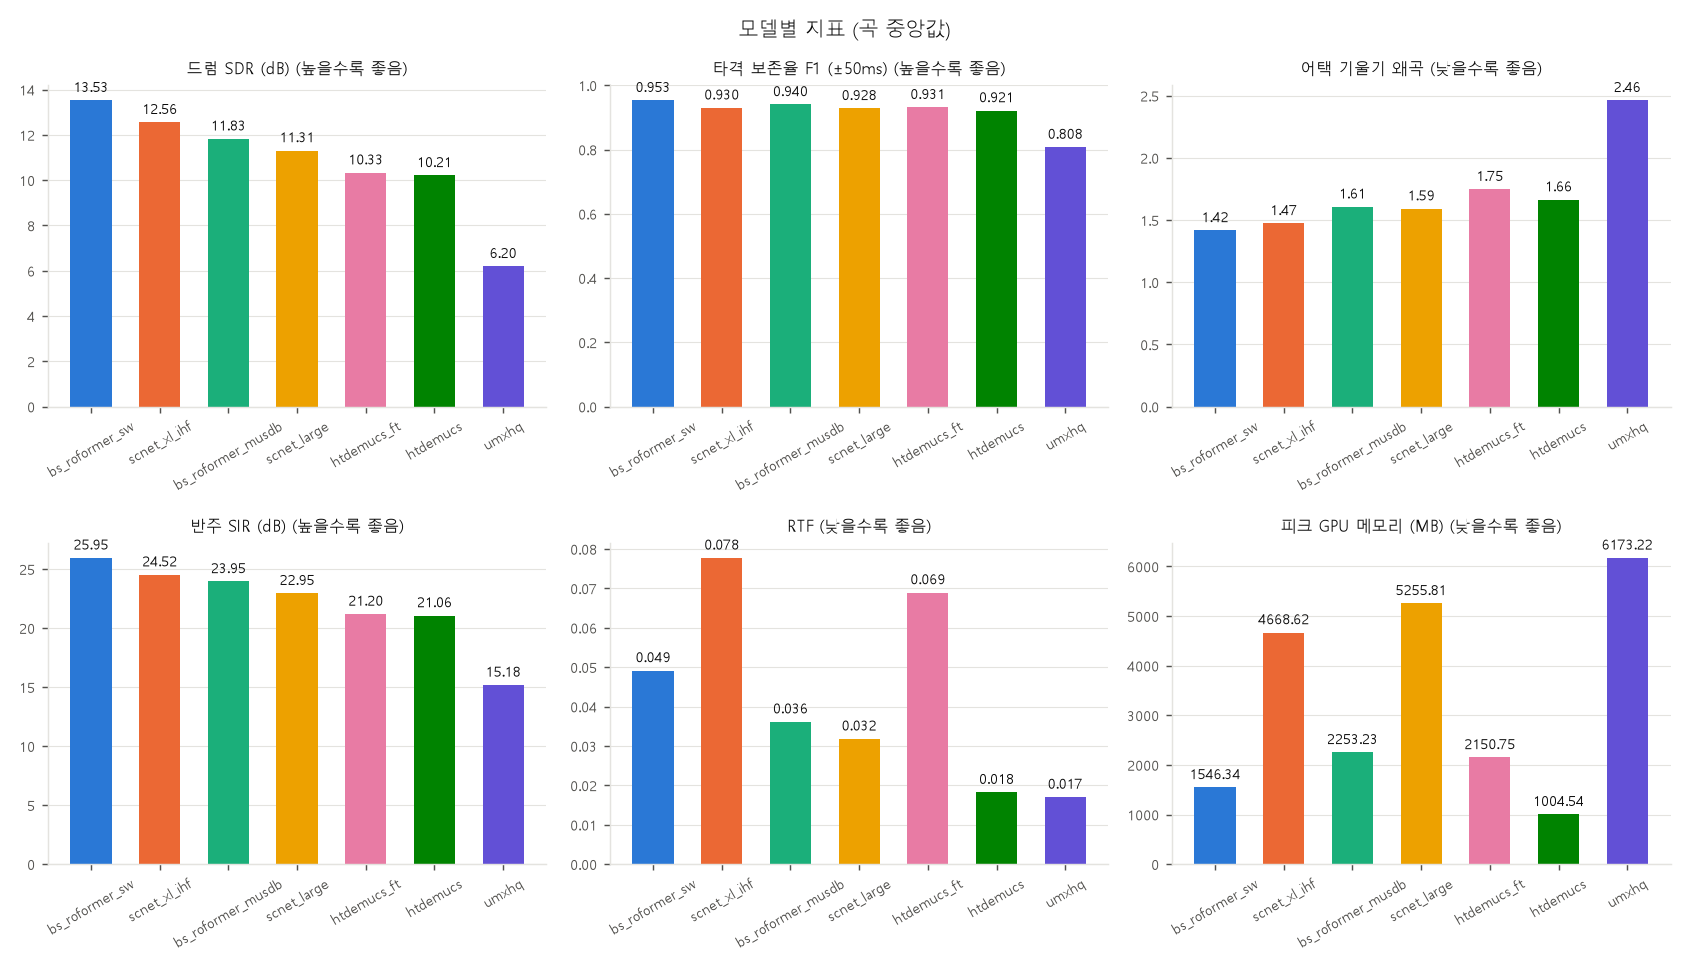 모델별 지표 (곡 중앙값)
드럼 SDR (dB) (높을수록 좋음)
14
12
10
8
6
4
2
0
13.53
12.56
11.83
11.31
10.33
10.21
6.20
bs_roformer_sw
scnet_xl_ihf
bs_roformer_musdb
scnet_large
htdemucs_ft
htdemucs
umxhq
타격 보존율 F1 (±50ms) (높을수록 좋음)
1.0
0.8
0.6
0.4
0.2
0.0
0.953
0.930
0.940
0.928
0.931
0.921
0.808
bs_roformer_sw
scnet_xl_ihf
bs_roformer_musdb
scnet_large
htdemucs_ft
htdemucs
umxhq
어택 기울기 왜곡 (낮을수록 좋음)
2.5
2.0
1.5
1.0
0.5
0.0
1.42
1.47
1.61
1.59
1.75
1.66
2.46
bs_roformer_sw
scnet_xl_ihf
bs_roformer_musdb
scnet_large
htdemucs_ft
htdemucs
umxhq
반주 SIR (dB) (높을수록 좋음)
25
20
15
10
5
0
25.95
24.52
23.95
22.95
21.20
21.06
15.18
bs_roformer_sw
scnet_xl_ihf
bs_roformer_musdb
scnet_large
htdemucs_ft
htdemucs
umxhq
RTF (낮을수록 좋음)
0.08
0.07
0.06
0.05
0.04
0.03
0.02
0.01
0.00
0.049
0.078
0.036
0.032
0.069
0.018
0.017
bs_roformer_sw
scnet_xl_ihf
bs_roformer_musdb
scnet_large
htdemucs_ft
htdemucs
umxhq
피크 GPU 메모리 (MB) (낮을수록 좋음)
6000
5000
4000
3000
2000
1000
0
1546.34
4668.62
2253.23
5255.81
2150.75
1004.54
6173.22
bs_roformer_sw
scnet_xl_ihf
bs_roformer_musdb
scnet_large
htdemucs_ft
htdemucs
umxhq